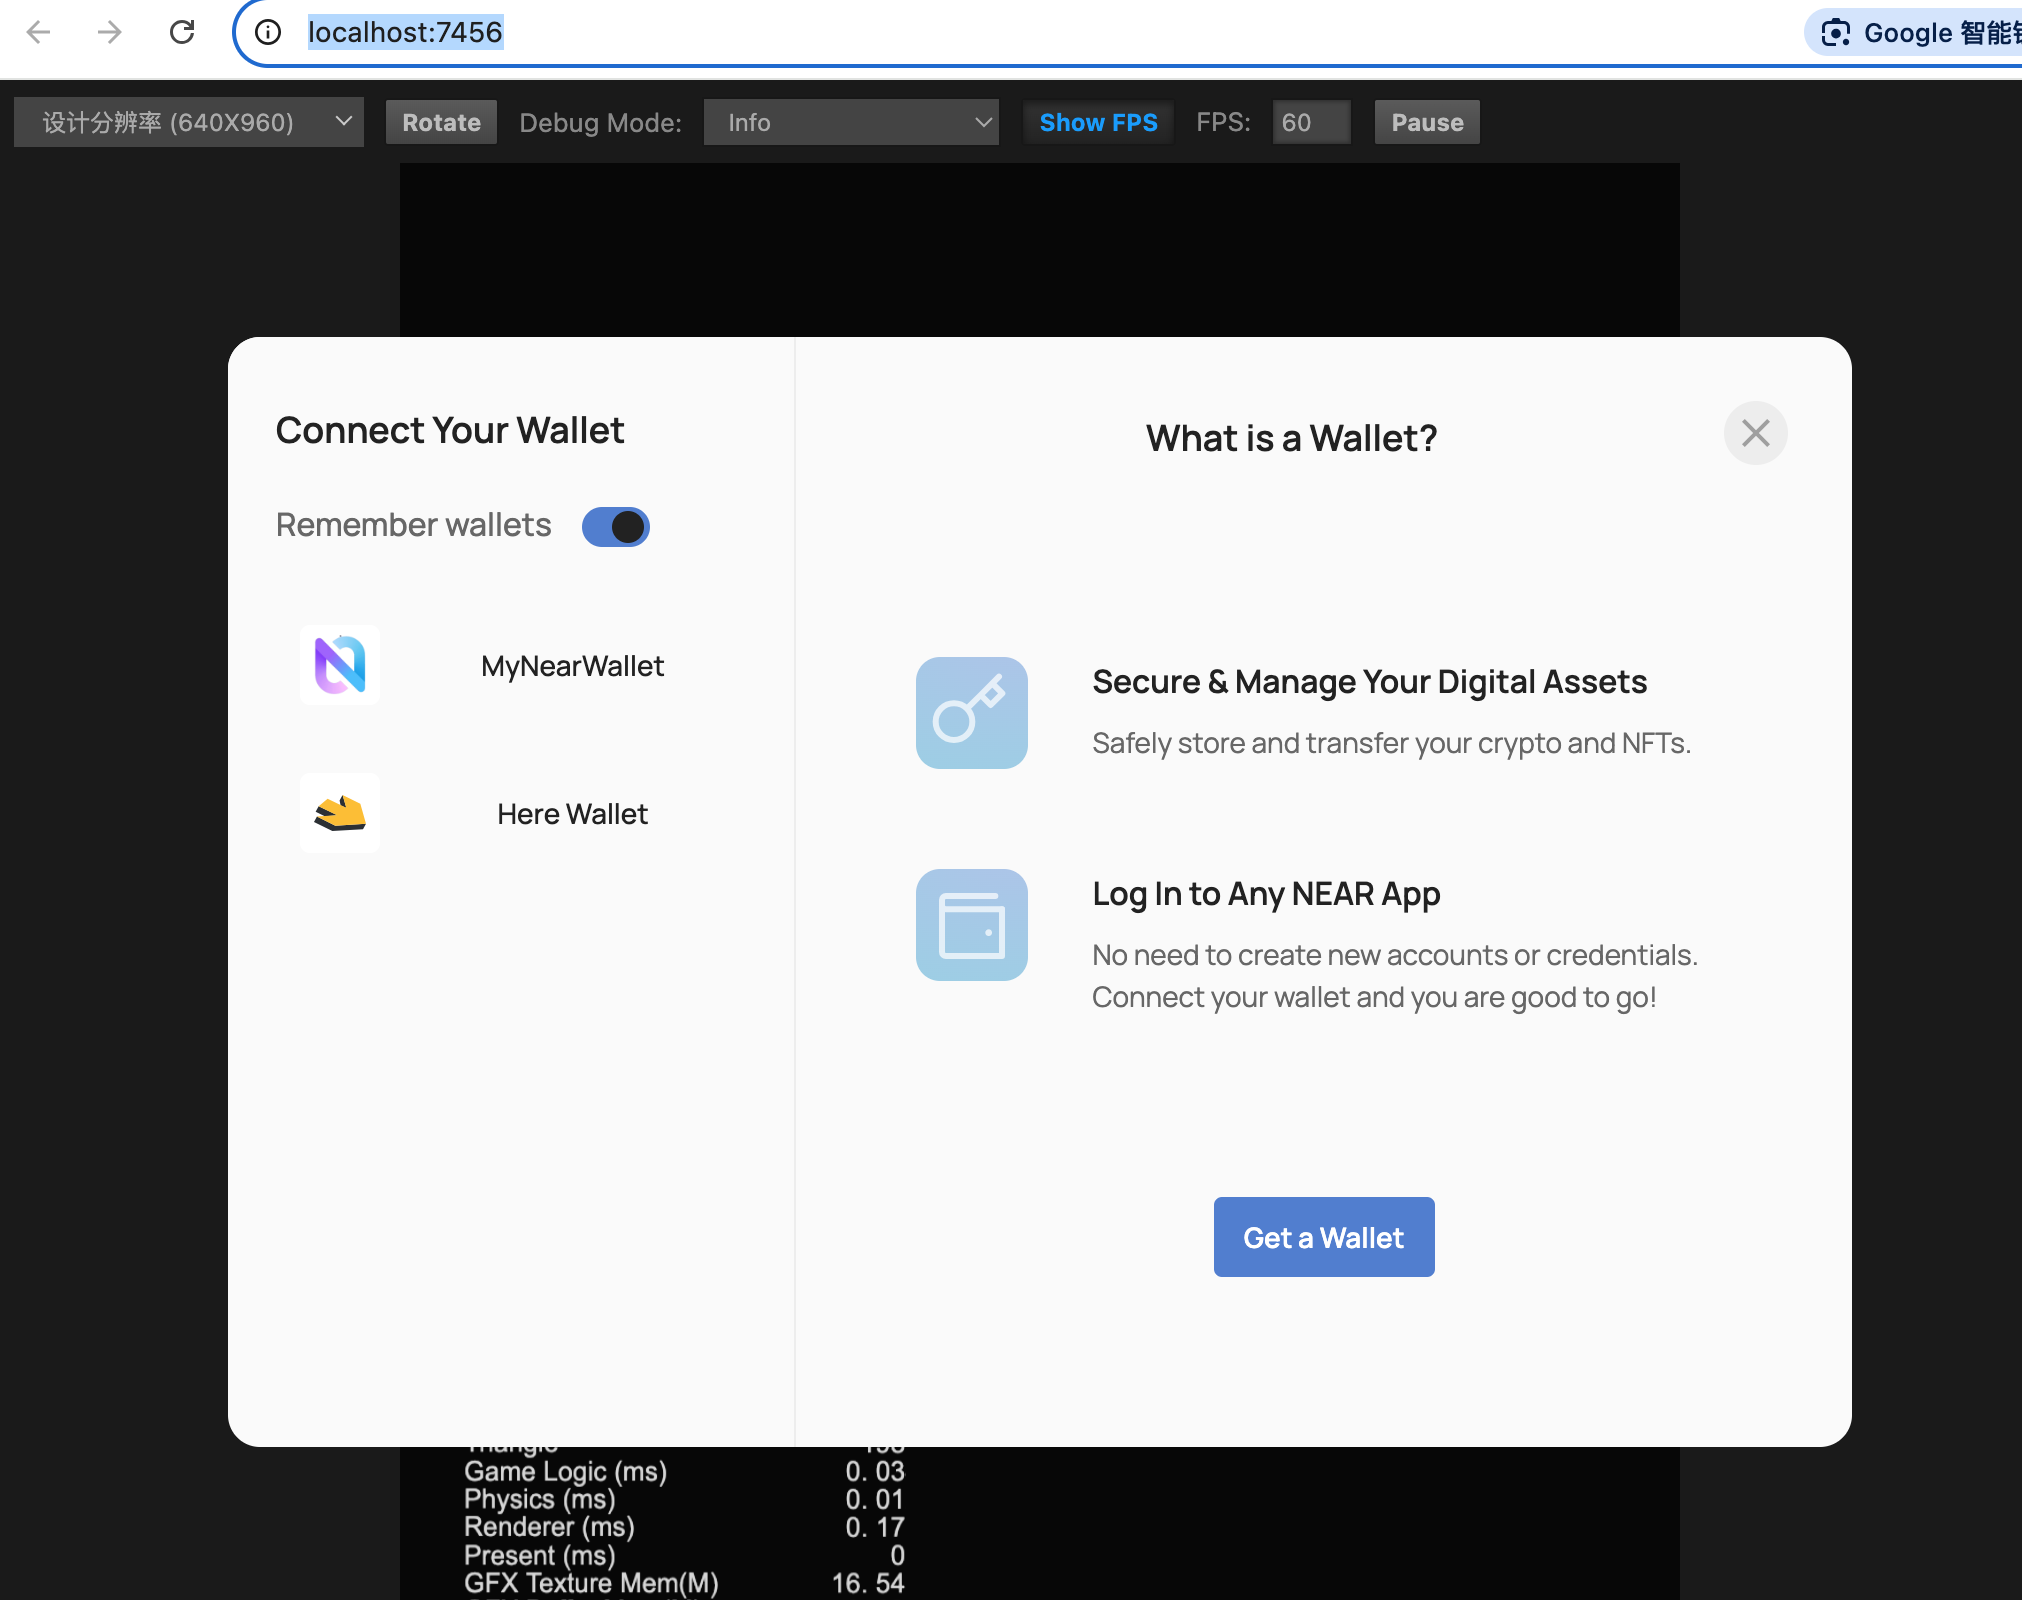 localhost:7456
Google 智能
设计分辨率 (640X960)
Rotate
Debug Mode:
Info
Show FPS
FPS:
60
Pause
Connect Your Wallet
Remember wallets
MyNearWallet
Here Wallet
What is a Wallet?
Secure & Manage Your Digital Assets
Safely store and transfer your crypto and NFTs.
Log In to Any NEAR App
No need to create new accounts or credentials.
Connect your wallet and you are good to go!
Get a Wallet
Game Logic (ms) 0. 03
Physics (ms) 0. 01
Renderer (ms) 0. 17
Present (ms) 0
GFX Texture Mem(M) 16. 54